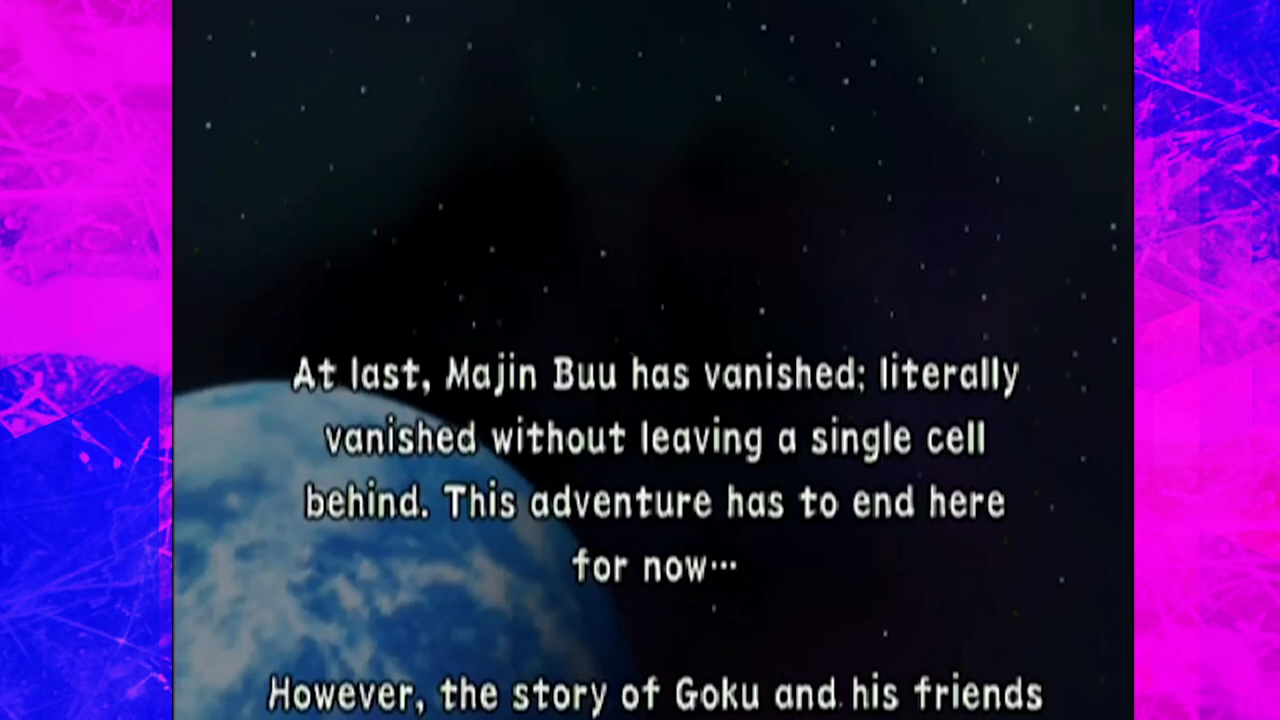 At last, Majin Buu has vanished; literally
vanished without leaving a single cell
behind. This adventure has to end here
for now…
However, the story of Goku and his friends